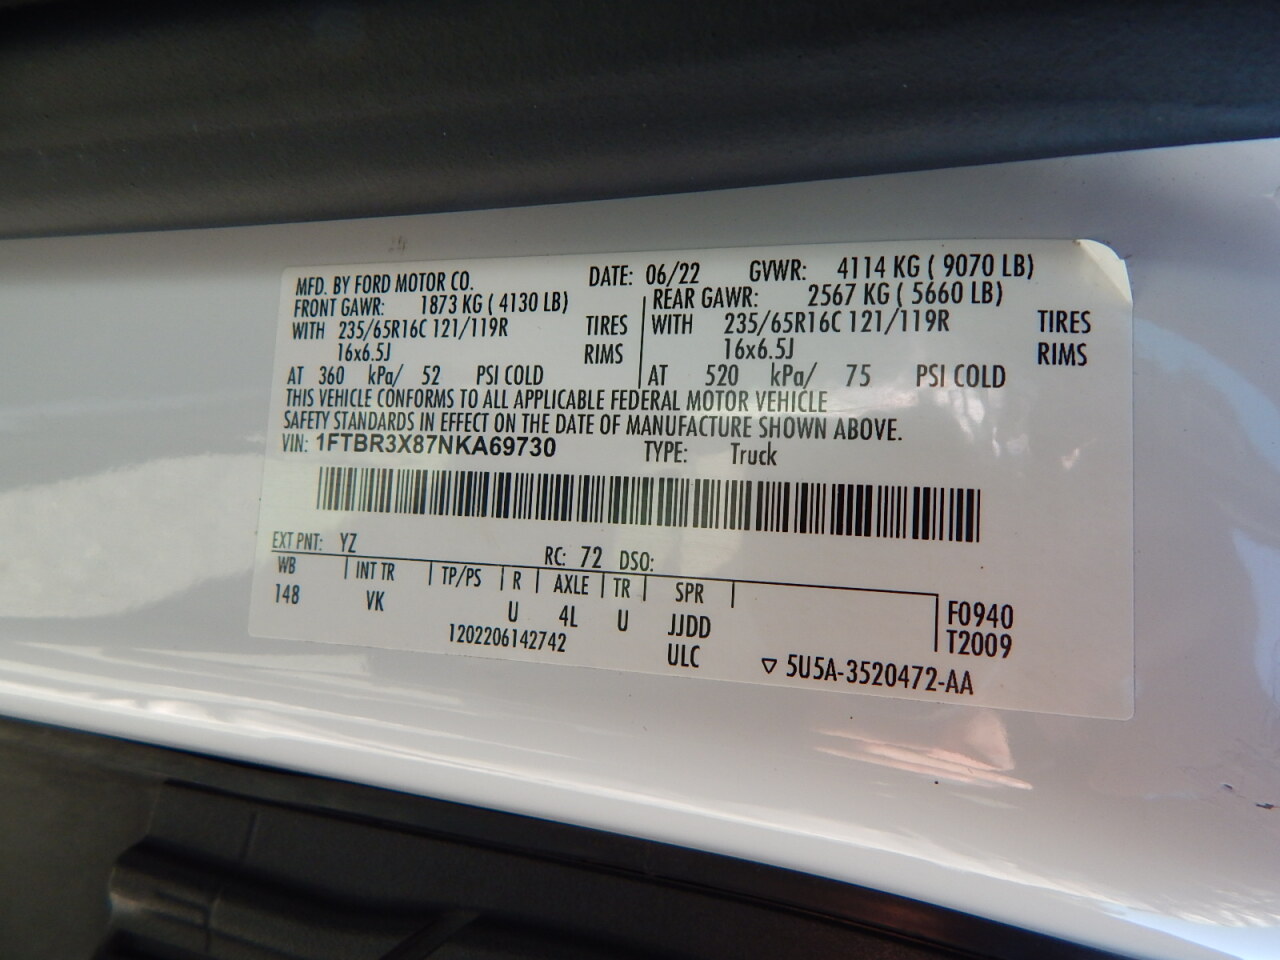 MFD. BY FORD MOTOR CO. DATE: 06/22 GVWR: 4114 KG ( 9070 LB)
FRONT GAWR: 1873 KG ( 4130 LB) REAR GAWR: 2567 KG ( 5660 LB)
WITH 235/65R16C 121/119R TIRES WITH 235/65R16C 121/119R TIRES
16x6.5J RIMS 16x6.5J RIMS
AT 360 kPa/ 52 PSI COLD AT 520 kPa/ 75 PSI COLD
THIS VEHICLE CONFORMS TO ALL APPLICABLE FEDERAL MOTOR VEHICLE
SAFETY STANDARDS IN EFFECT ON THE DATE OF MANUFACTURE SHOWN ABOVE.
VIN: 1FTBR3X87NKA69730 TYPE: Truck
EXT PNT: YZ RC: 72 DSO:
WB INT TR TP/PS R AXLE TR SPR
148 VK U 4L U JJDD F0940
1202206142742 ULC T2009
▽ 5U5A-3520472-AA